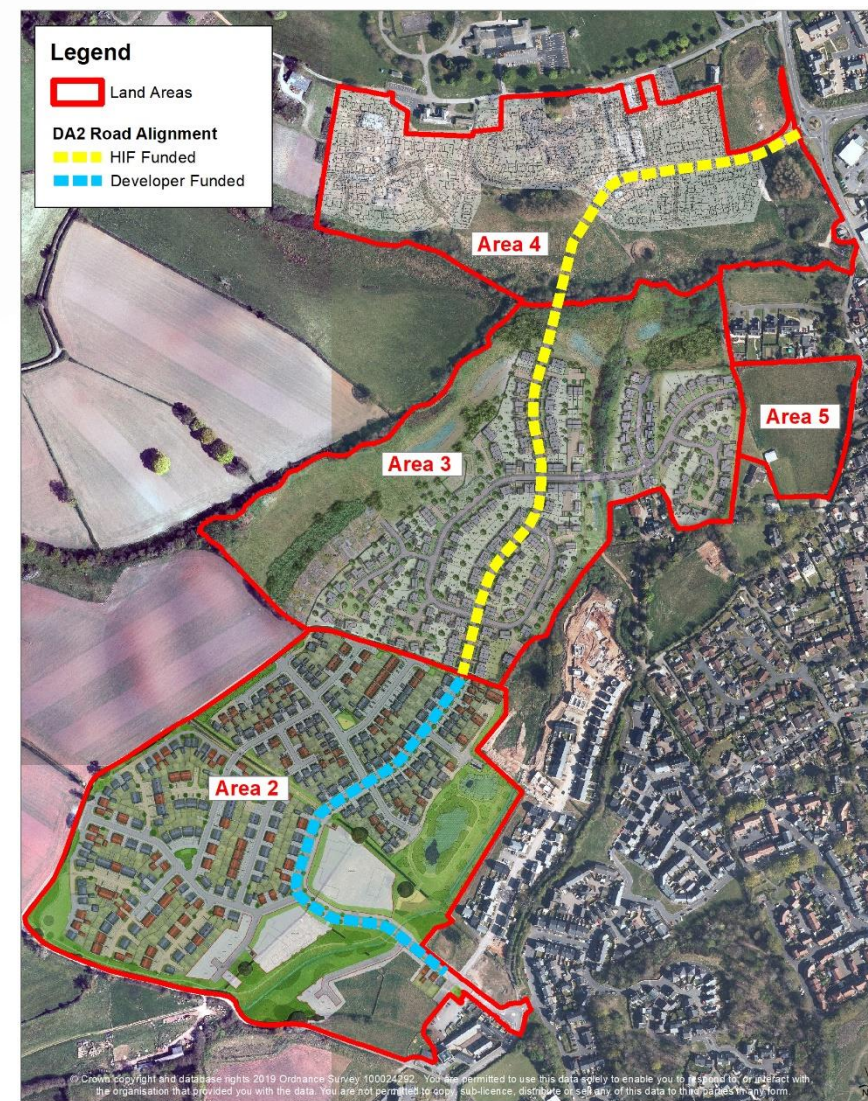 Legend
Land Areas
DA2 Road Alignment
HIF Funded
Developer Funded
Area 4
Area 5
Area 3
Area 2
© Crown copyright and database rights 2019 Ordnance Survey 100024292. You are permitted to use this data solely to enable you to respond to, or interact with,
the organisation that provided you with the data. You are not permitted to copy, sub-licence, distribute or sell any of this data to third parties in any form.